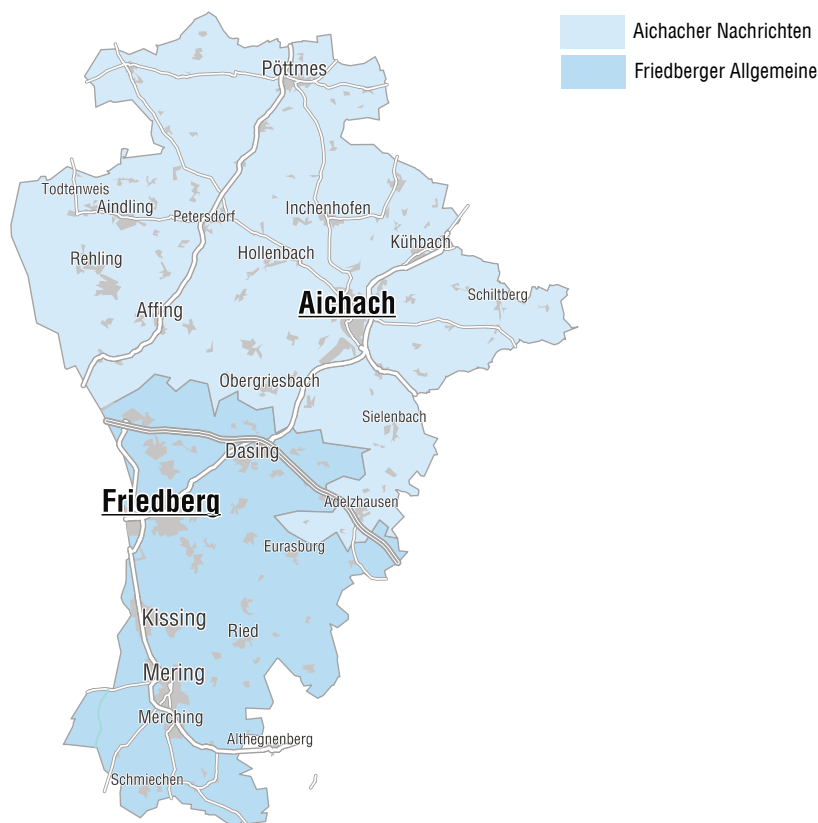 Aichacher Nachrichten
Friedberger Allgemeine
Pöttmes
Todtenweis
Aindling
Petersdorf
Inchenhofen
Kühbach
Hollenbach
Rehling
Schiltberg
Aichach
Affing
Obergriesbach
Sielenbach
Dasing
Friedberg
Adelzhausen
Eurasburg
Kissing
Ried
Mering
Merching
Althegnenberg
Schmiechen